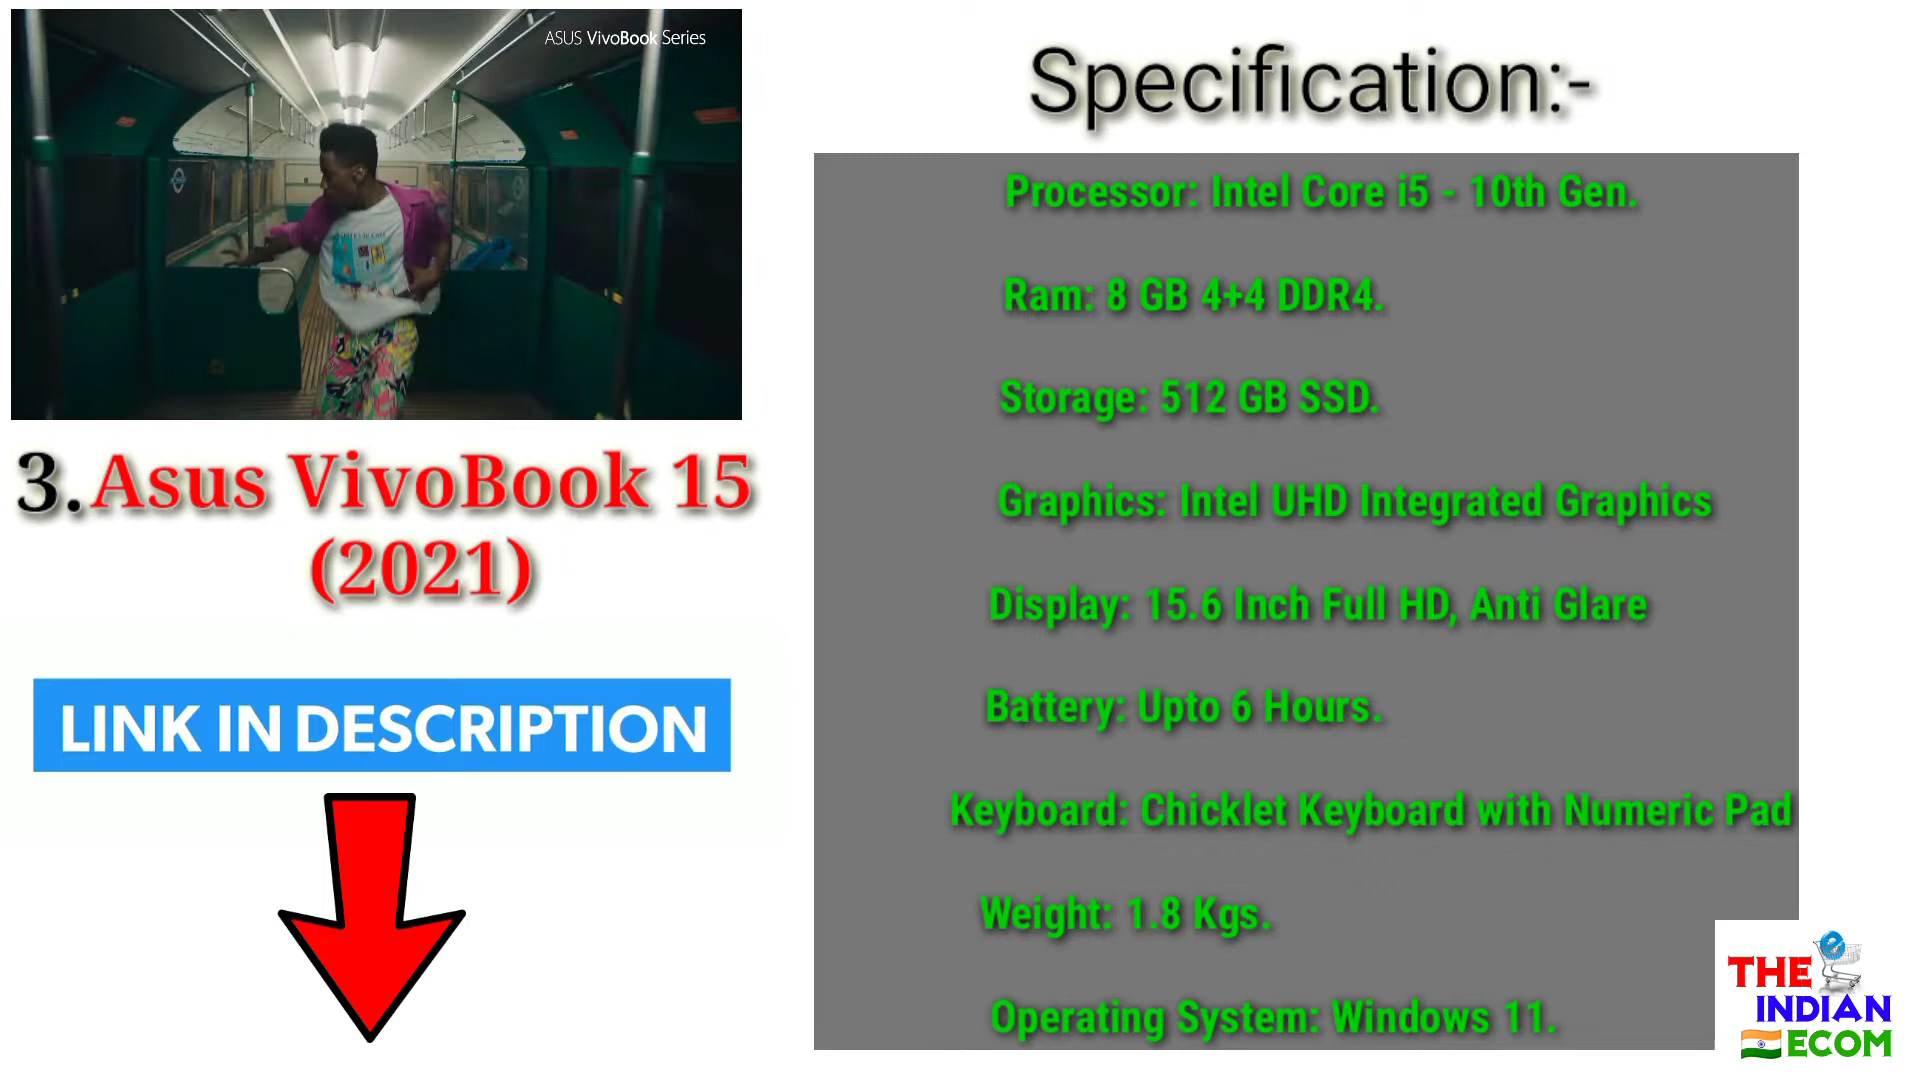 ASUS VivoBook Series
3. Asus VivoBook 15
(2021)
LINK IN DESCRIPTION
Specification:-
Processor: Intel Core i5 - 10th Gen.
Ram: 8 GB 4+4 DDR4.
Storage: 512 GB SSD.
Graphics: Intel UHD Integrated Graphics
Display: 15.6 Inch Full HD, Anti Glare
Battery: Upto 6 Hours.
Keyboard: Chicklet Keyboard with Numeric Pad
Weight: 1.8 Kgs.
Operating System: Windows 11.
THE
INDIAN
ECOM